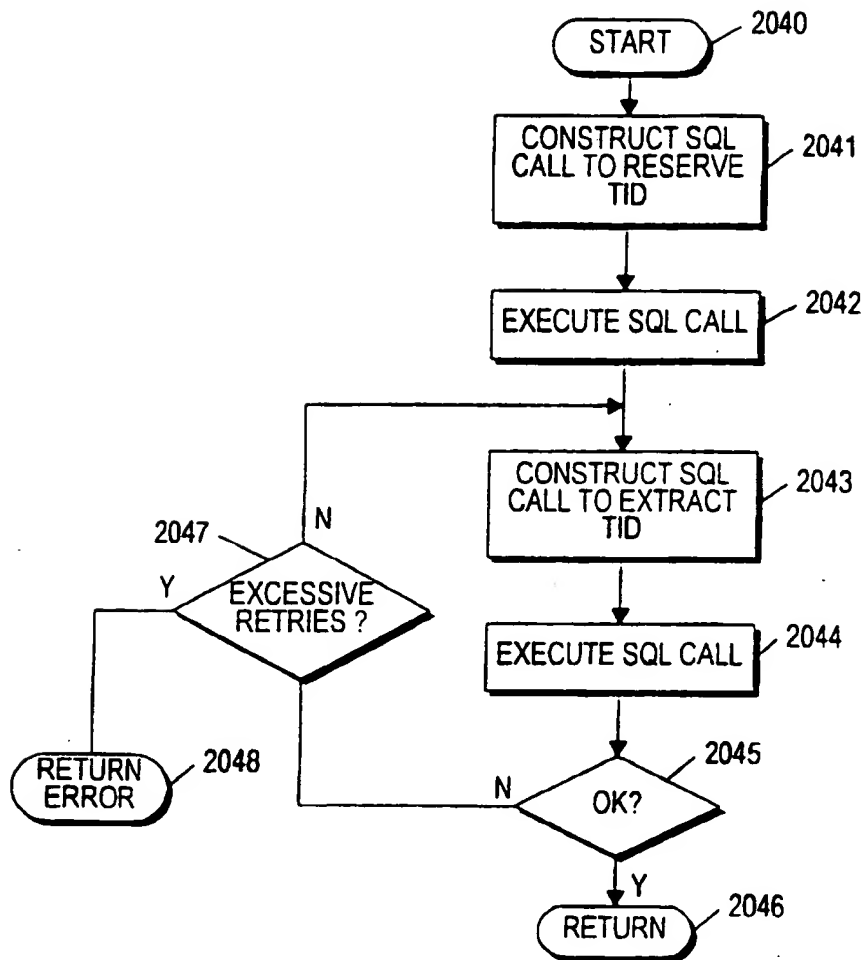 START
2040
CONSTRUCT SQL
CALL TO RESERVE
TID
2041
EXECUTE SQL CALL
2042
CONSTRUCT SQL
CALL TO EXTRACT
TID
2043
N
2047
Y
EXCESSIVE
RETRIES ?
EXECUTE SQL CALL
2044
RETURN
ERROR
2048
2045
N
OK?
Y
RETURN
2046